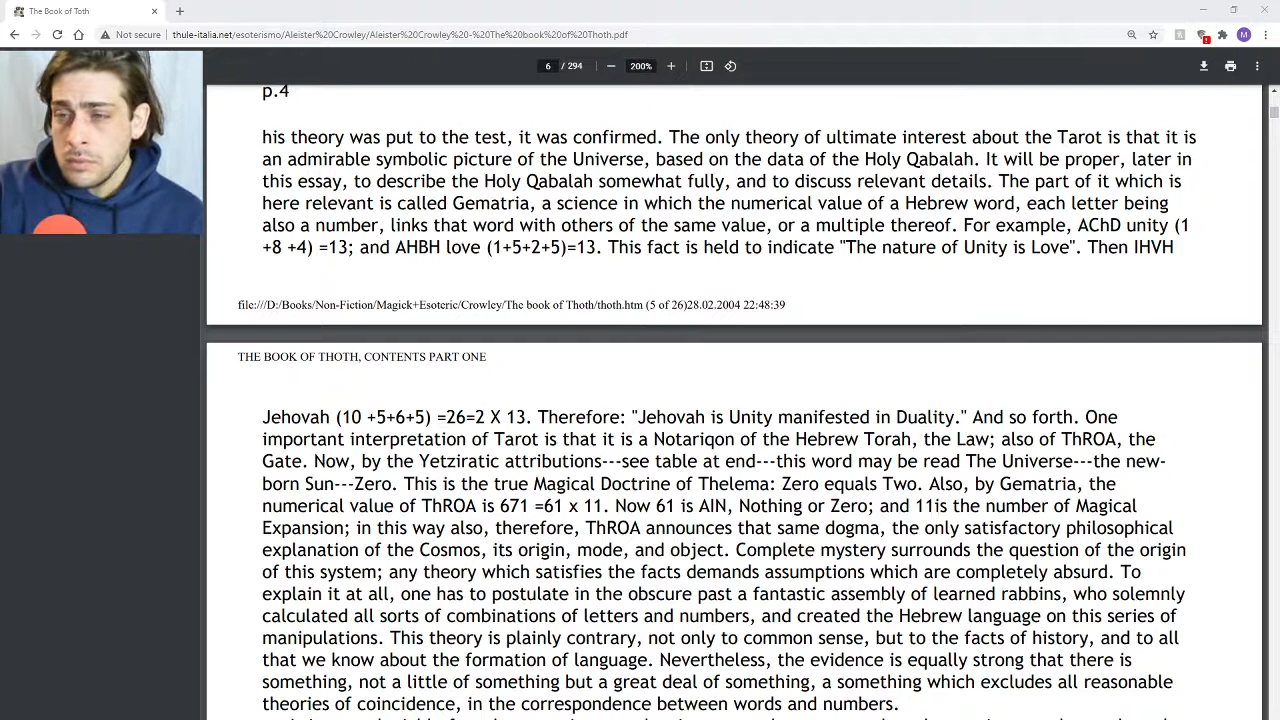 The Book of Toth
Not secure
thule-italia.net/esoterismo/Aleister%20Crowley/Aleister%20Crowley%20-%20The%20book%20of%20Thoth.pdf
M
6 / 294
200%
p.4
his theory was put to the test, it was confirmed. The only theory of ultimate interest about the Tarot is that it is
an admirable symbolic picture of the Universe, based on the data of the Holy Qabalah. It will be proper, later in
this essay, to describe the Holy Qabalah somewhat fully, and to discuss relevant details. The part of it which is
here relevant is called Gematria, a science in which the numerical value of a Hebrew word, each letter being
also a number, links that word with others of the same value, or a multiple thereof. For example, AChD unity (1
+8 +4) =13; and AHBH love (1+5+2+5)=13. This fact is held to indicate "The nature of Unity is Love". Then IHVH
file:///D:/Books/Non-Fiction/Magick+Esoteric/Crowley/The book of Thoth/thoth.htm (5 of 26)28.02.2004 22:48:39
THE BOOK OF THOTH, CONTENTS PART ONE
Jehovah (10 +5+6+5) =26=2 X 13. Therefore: "Jehovah is Unity manifested in Duality." And so forth. One
important interpretation of Tarot is that it is a Notariqon of the Hebrew Torah, the Law; also of ThROA, the
Gate. Now, by the Yetziratic attributions---see table at end---this word may be read The Universe---the new-
born Sun---Zero. This is the true Magical Doctrine of Thelema: Zero equals Two. Also, by Gematria, the
numerical value of ThROA is 671 =61 x 11. Now 61 is AIN, Nothing or Zero; and 11is the number of Magical
Expansion; in this way also, therefore, ThROA announces that same dogma, the only satisfactory philosophical
explanation of the Cosmos, its origin, mode, and object. Complete mystery surrounds the question of the origin
of this system; any theory which satisfies the facts demands assumptions which are completely absurd. To
explain it at all, one has to postulate in the obscure past a fantastic assembly of learned rabbins, who solemnly
calculated all sorts of combinations of letters and numbers, and created the Hebrew language on this series of
manipulations. This theory is plainly contrary, not only to common sense, but to the facts of history, and to all
that we know about the formation of language. Nevertheless, the evidence is equally strong that there is
something, not a little of something but a great deal of something, a something which excludes all reasonable
theories of coincidence, in the correspondence between words and numbers.